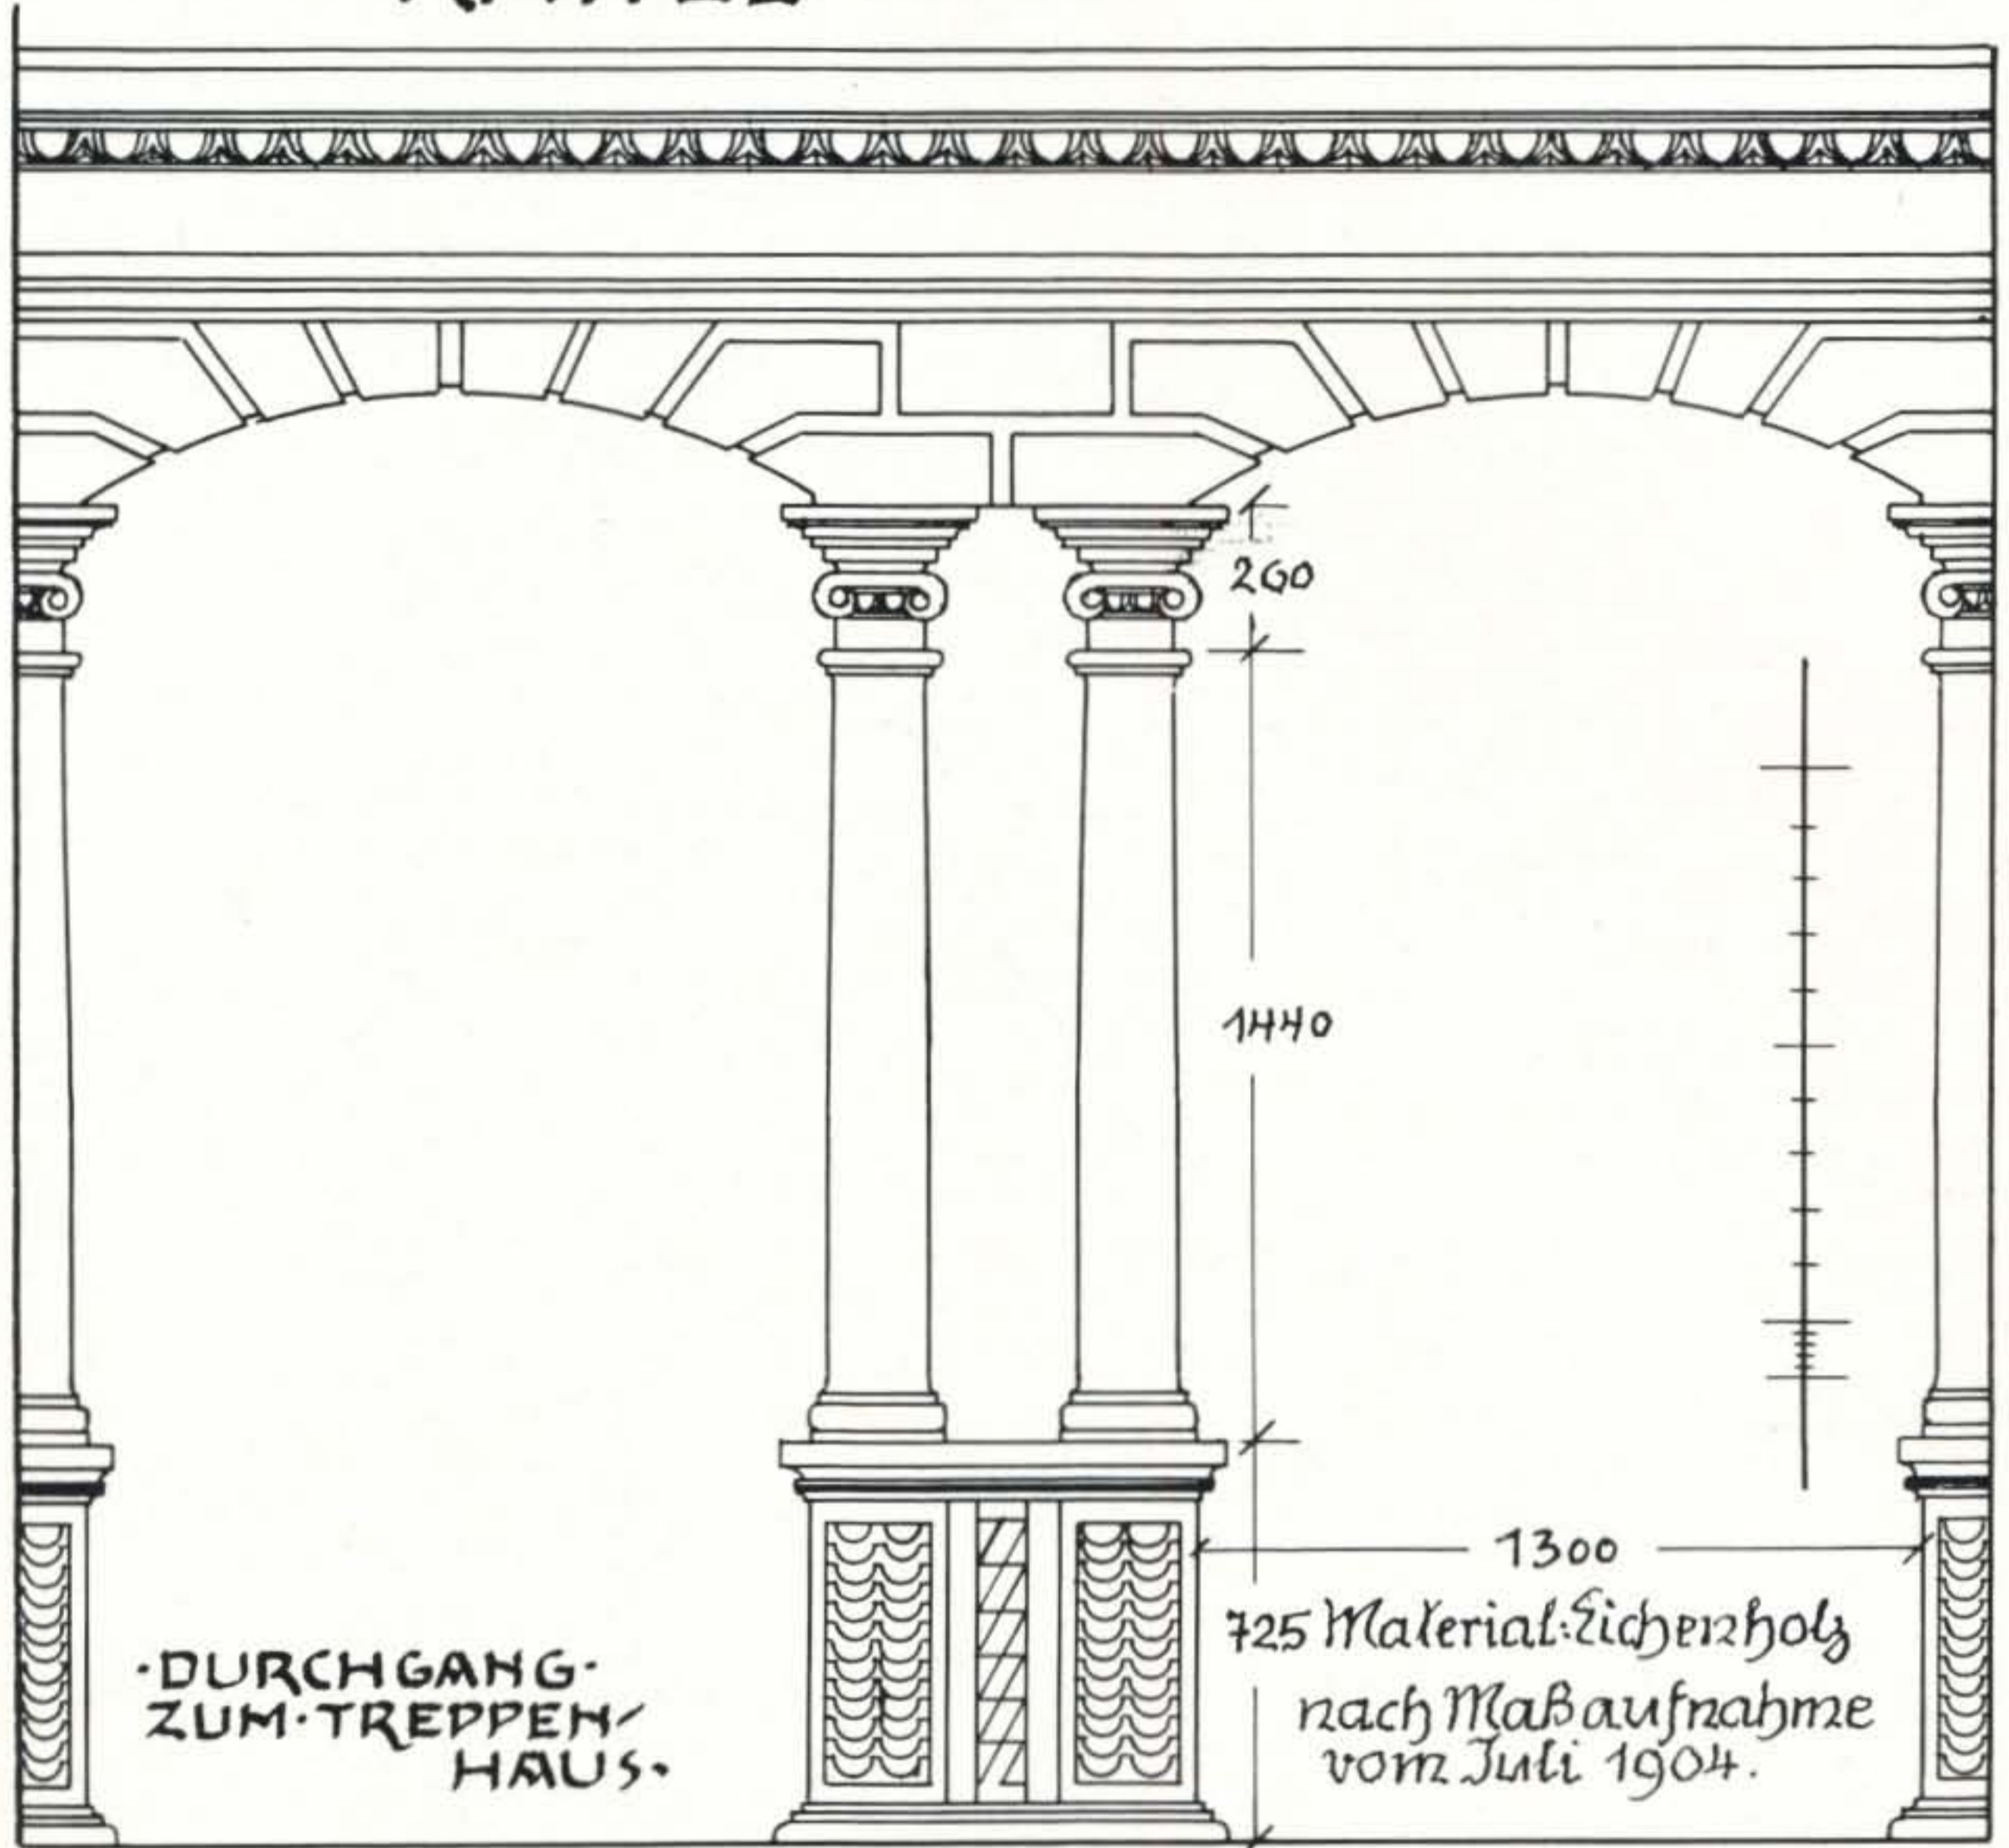 260
1440
1300
725 Material: Eichenholz
nach Maßaufnahme
vom Juli 1904.
·DURCHGANG·
ZUM·TREPPEN-
HAUS·